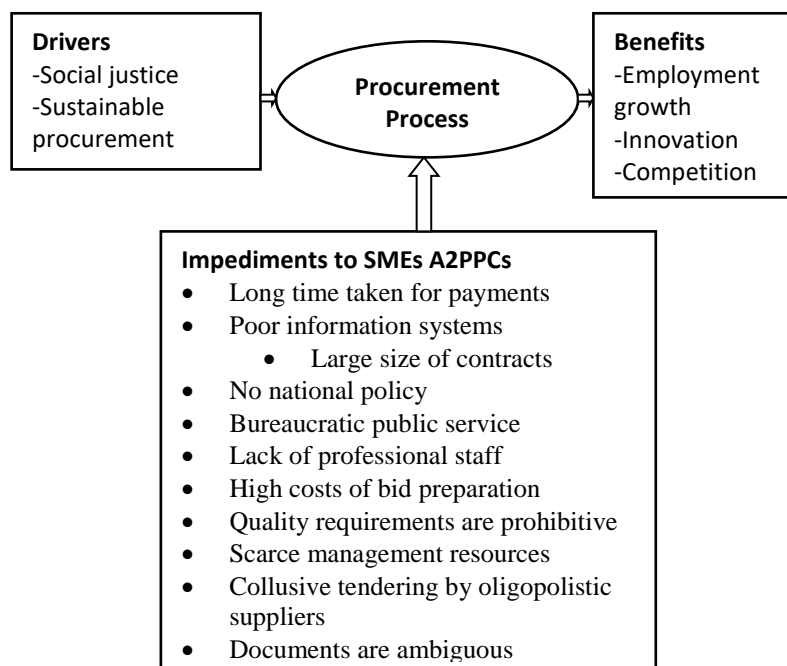 Drivers
-Social justice
-Sustainable
procurement
Procurement
Process
Benefits
-Employment
growth
-Innovation
-Competition
Impediments to SMEs A2PPCs
• Long time taken for payments
• Poor information systems
• Large size of contracts
• No national policy
• Bureaucratic public service
• Lack of professional staff
• High costs of bid preparation
• Quality requirements are prohibitive
• Scarce management resources
• Collusive tendering by oligopolistic
suppliers
• Documents are ambiguous